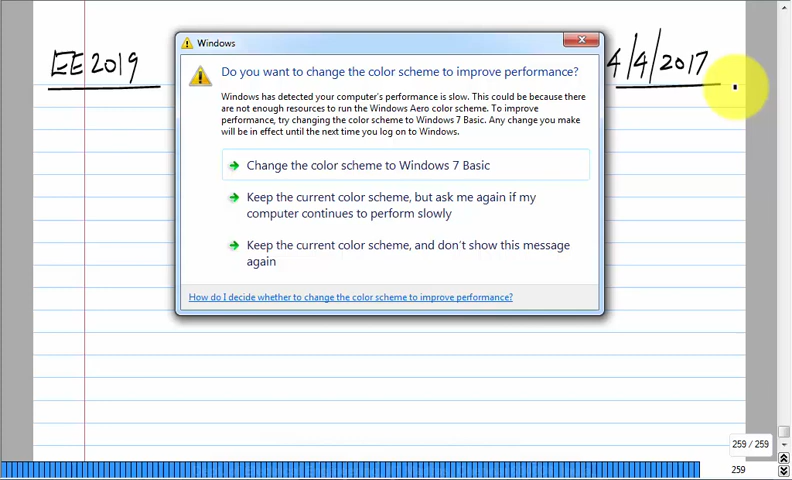 Windows
EE2019
4/4/2017
Do you want to change the color scheme to improve performance?
Windows has detected your computer's performance is slow. This could be because there
are not enough resources to run the Windows Aero color scheme. To improve
performance, try changing the color scheme to Windows 7 Basic. Any change you make
will be in effect until the next time you log on to Windows.
Change the color scheme to Windows 7 Basic
Keep the current color scheme, but ask me again if my
computer continues to perform slowly
Keep the current color scheme, and don't show this message
again
How do I decide whether to change the color scheme to improve performance?
259 / 259
259